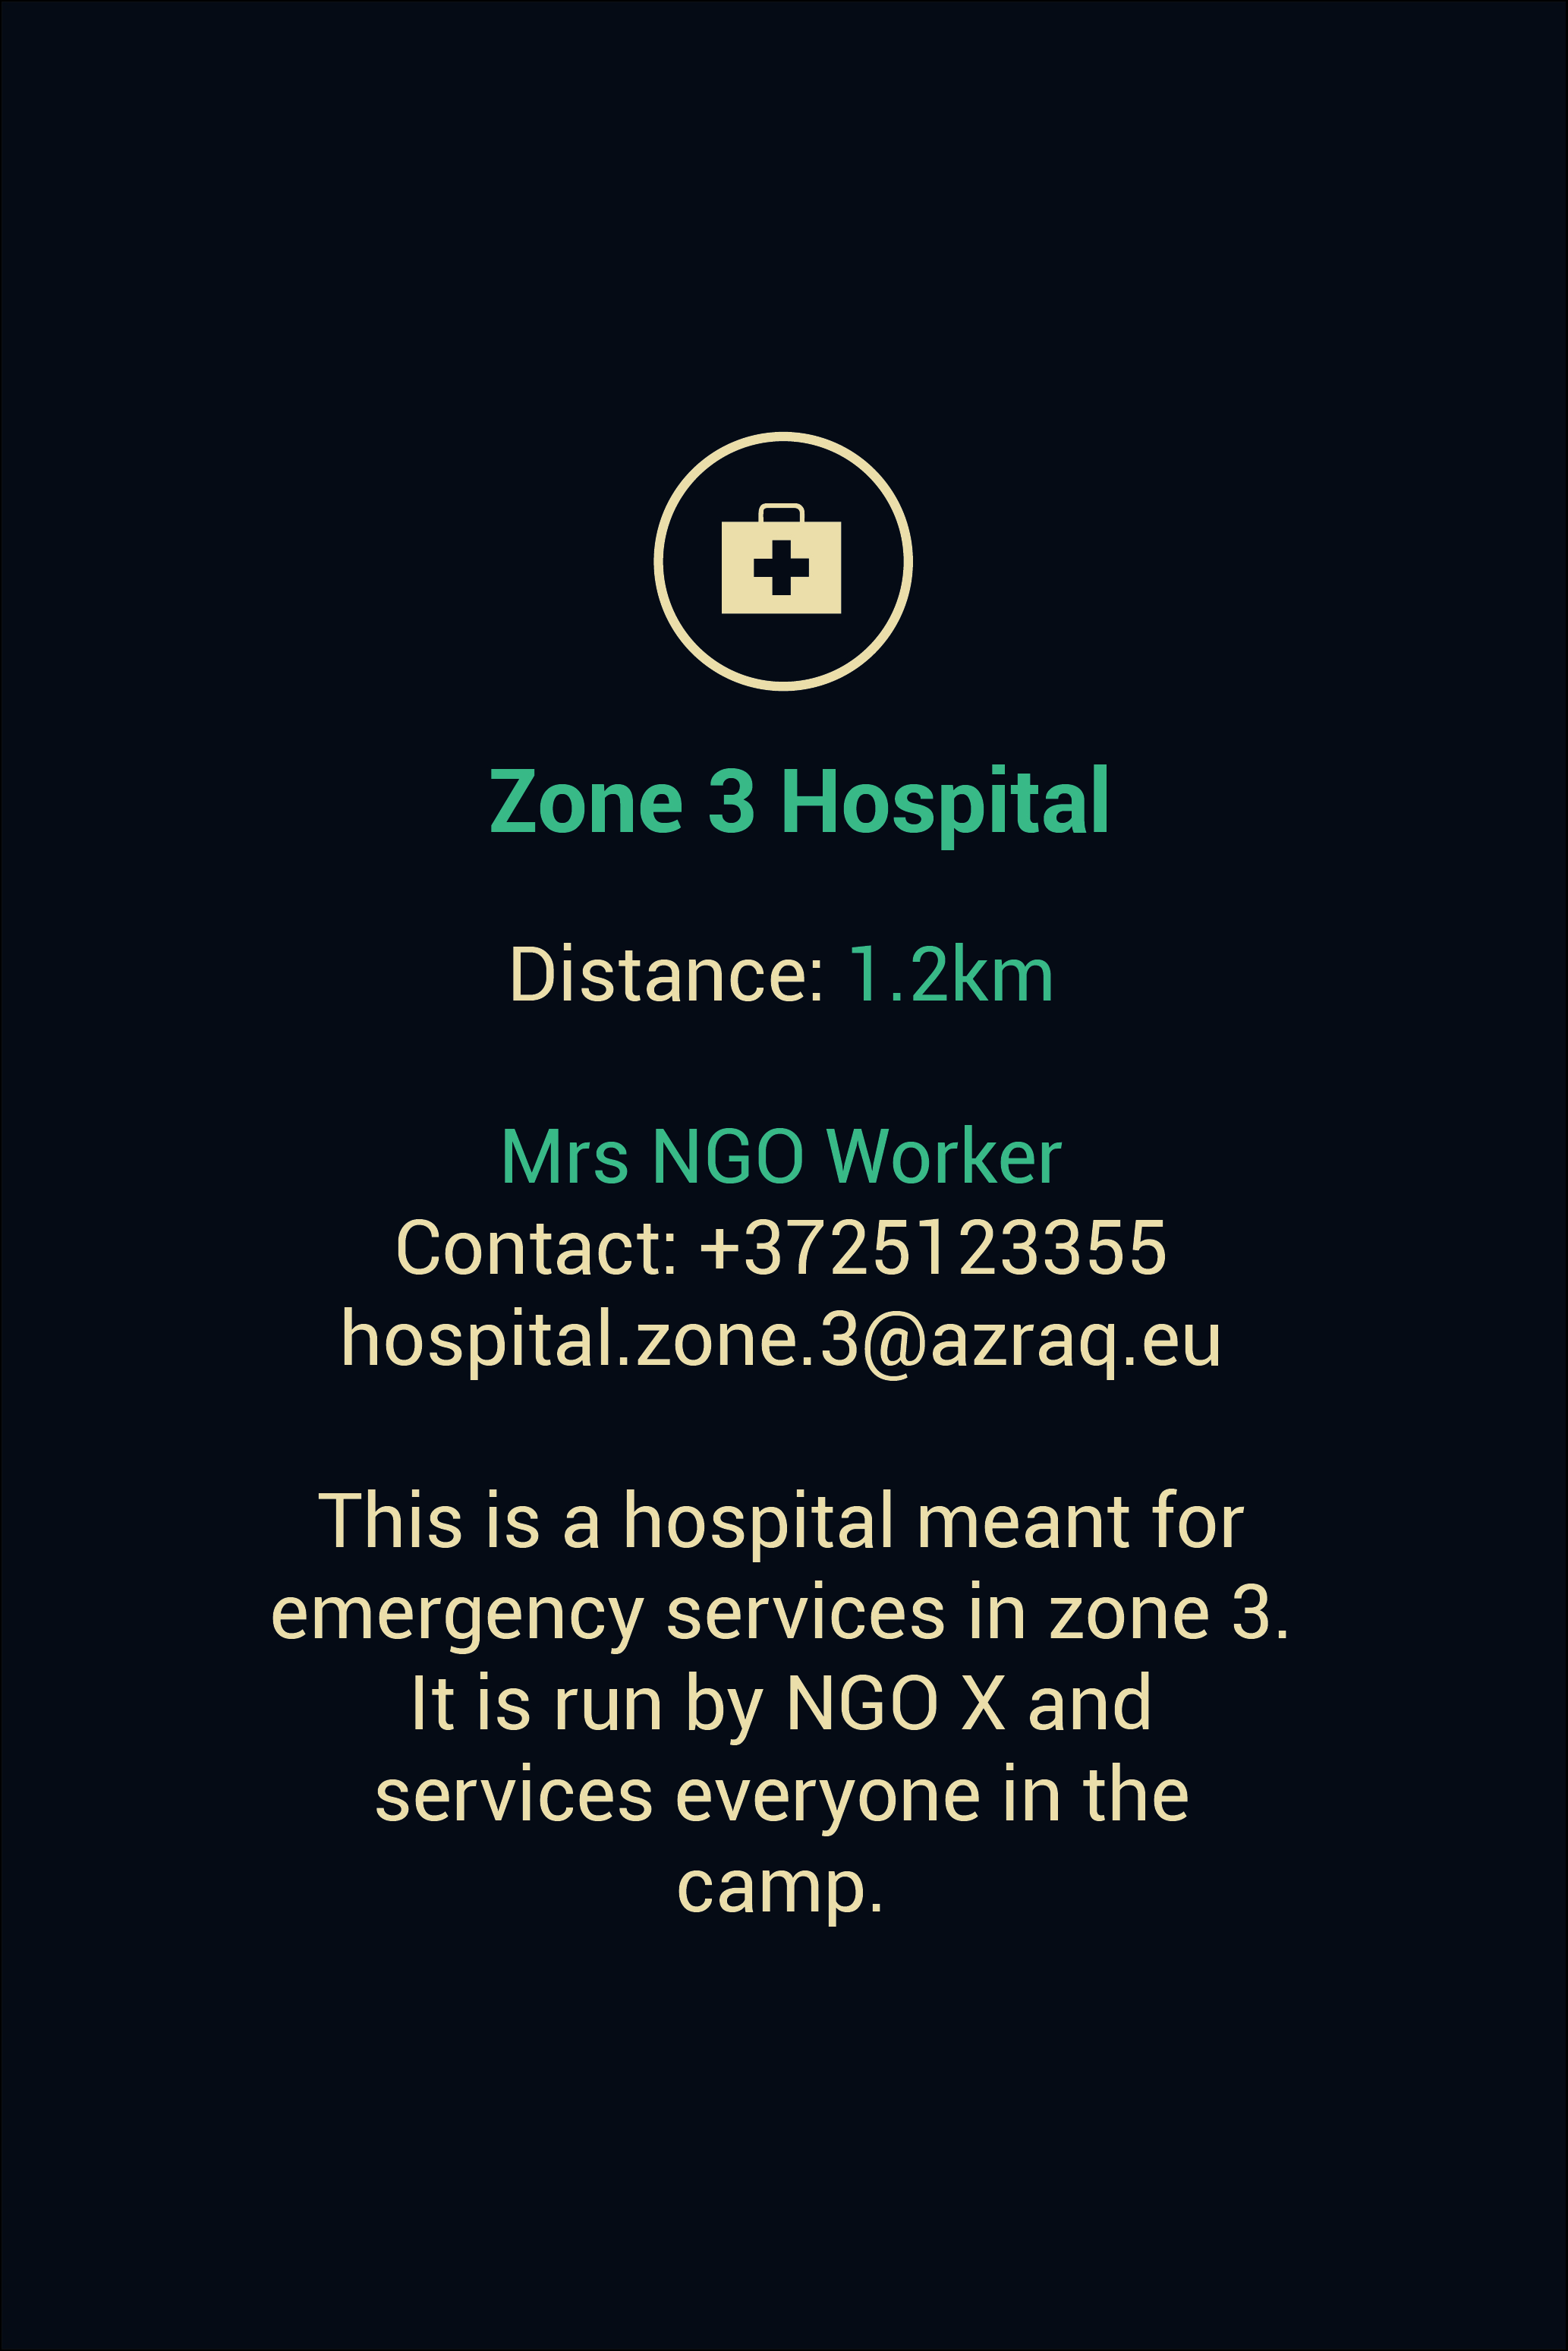 Zone 3 Hospital
Distance: 1.2km
Mrs NGO Worker
Contact: +3725123355
hospital.zone.3@azraq.eu
This is a hospital meant for
emergency services in zone 3.
It is run by NGO X and
services everyone in the
camp.